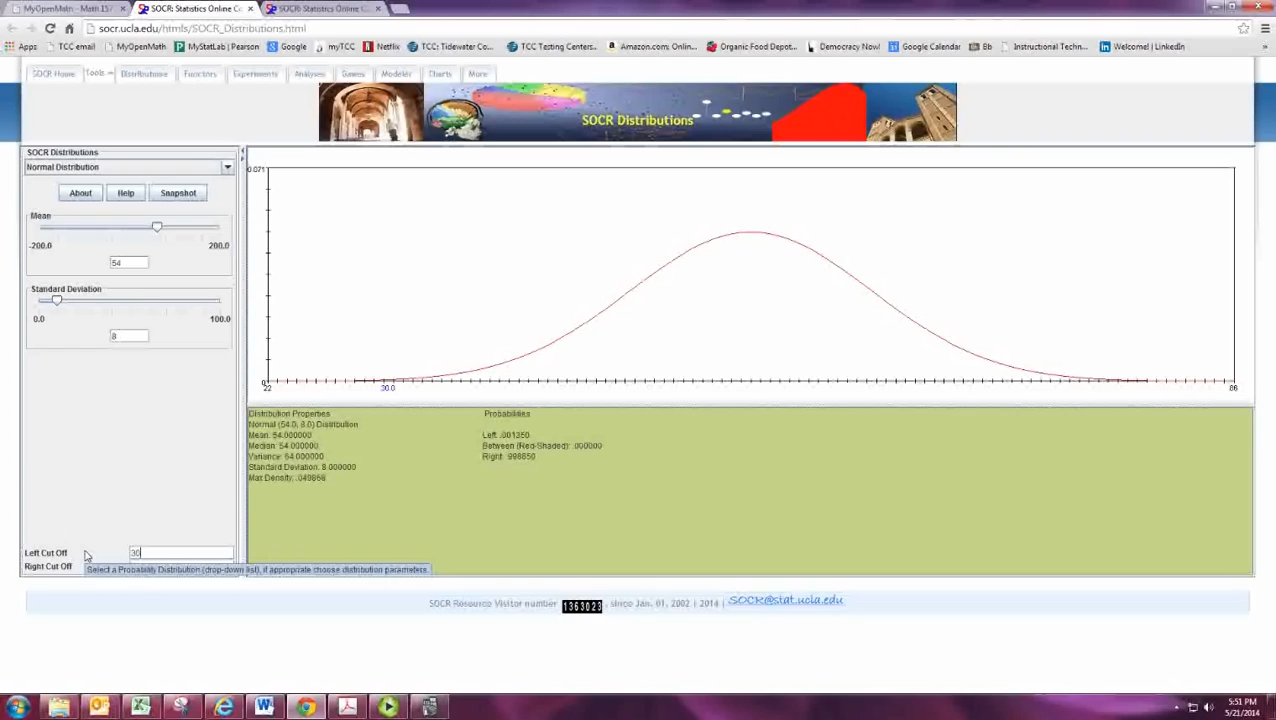 MyOpenMath - Math 157
SOCR: Statistics Online Co
SOCR: Statistics Online C
socr.ucla.edu/htmls/SOCR_Distributions.html
Apps TCC email MyOpenMath MyStatLab | Pearson Google myTCC Netflix TCC: Tidewater Co... TCC Testing Centers... Amazon.com: Onlin... Organic Food Depot... Democracy Now! Google Calendar Bb Instructional Techn... Welcome! | LinkedIn »
SOCR Home Tools Distributions Functors Experiments Analyses Games Modeler Charts More
SOCR Distributions
SOCR Distributions
Normal Distribution
About Help Snapshot
Mean
-200.0 200.0
54
Standard Deviation
0.0 100.0
8
0.071
0
22 30.0 86
Distribution Properties
Normal (54.0, 8.0) Distribution
Mean: 54.000000
Median: 54.000000
Variance: 64.000000
Standard Deviation: 8.000000
Max Density: .049868
Probabilities
Left: .001350
Between (Red-Shaded): .000000
Right: .998650
Left Cut Off 30
Right Cut Off
Select a Probability Distribution (drop-down list), if appropriate choose distribution parameters.
SOCR Resource Visitor number 1363023, since Jan. 01, 2002 | 2014 | SOCR@stat.ucla.edu
5:51 PM
5/21/2014